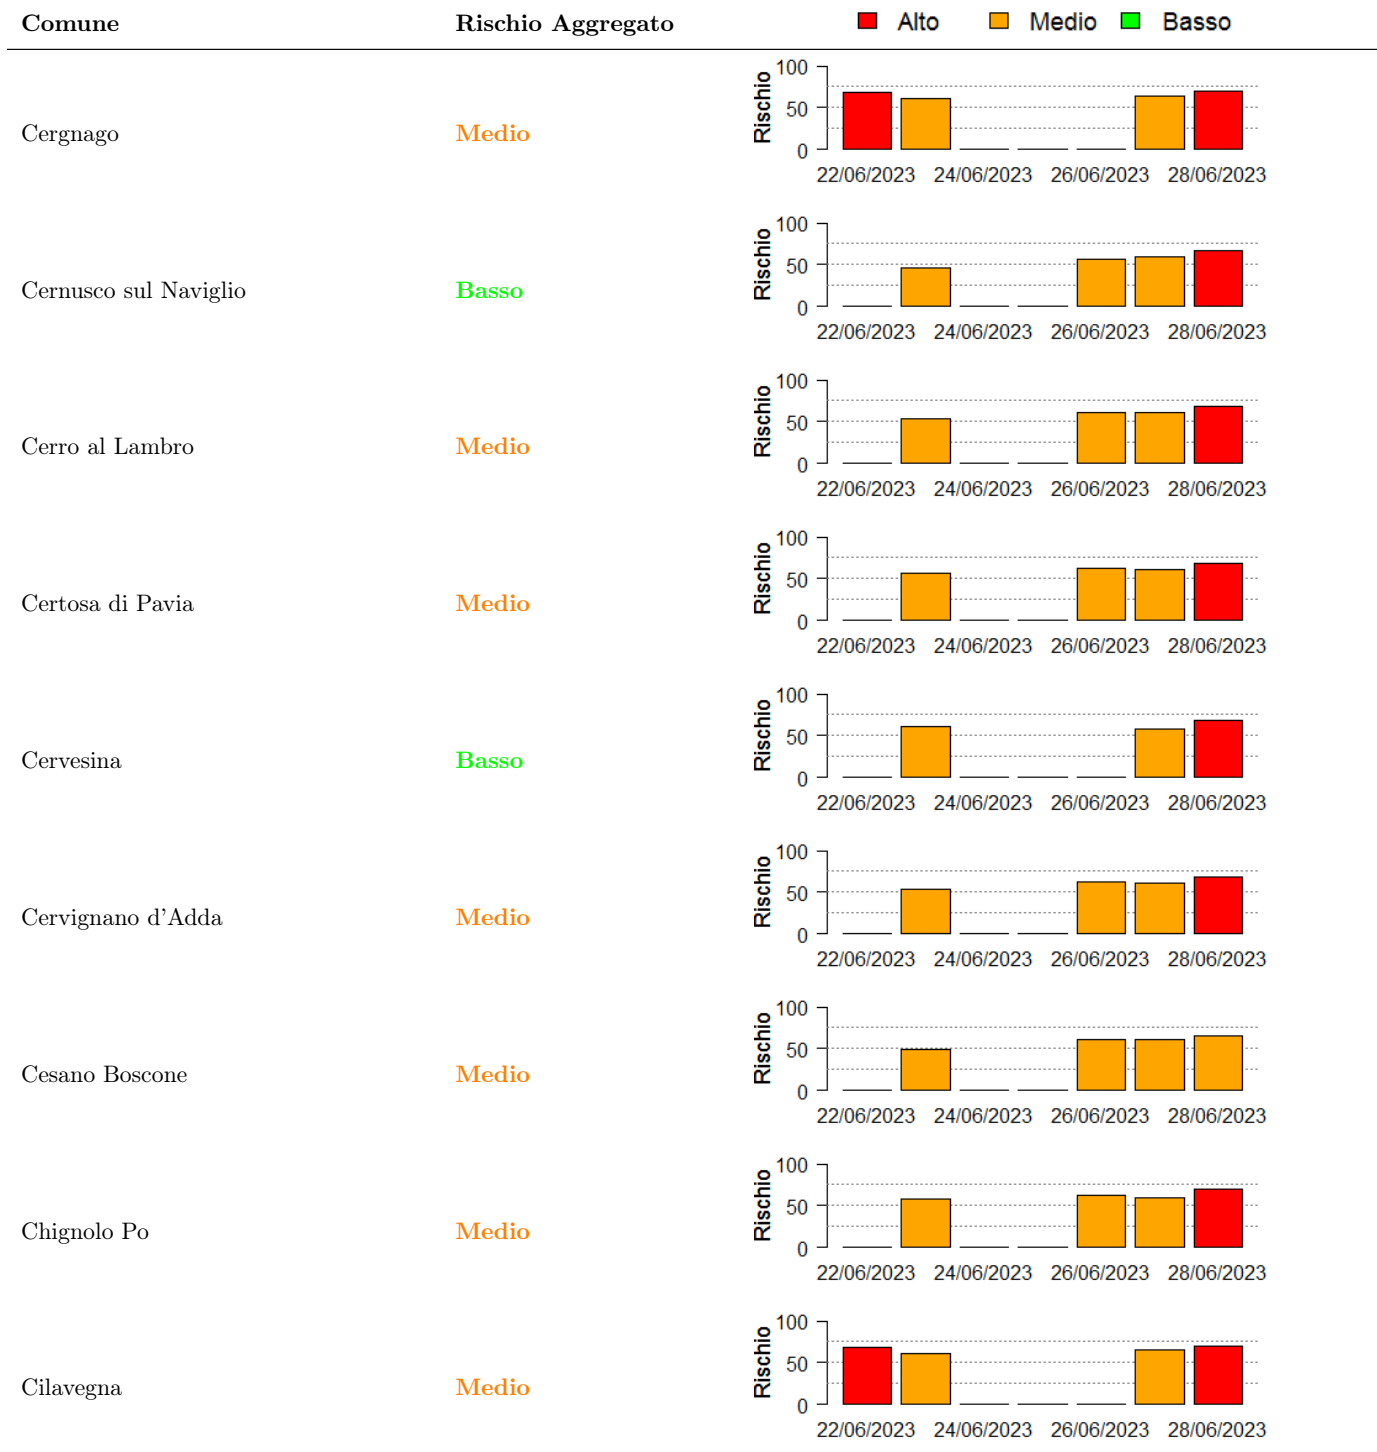 Comune Rischio Aggregato Alto Medio Basso
Cergnago Medio
Rischio
100
50
0
22/06/2023 24/06/2023 26/06/2023 28/06/2023
Cernusco sul Naviglio Basso
Rischio
100
50
0
22/06/2023 24/06/2023 26/06/2023 28/06/2023
Cerro al Lambro Medio
Rischio
100
50
0
22/06/2023 24/06/2023 26/06/2023 28/06/2023
Certosa di Pavia Medio
Rischio
100
50
0
22/06/2023 24/06/2023 26/06/2023 28/06/2023
Cervesina Basso
Rischio
100
50
0
22/06/2023 24/06/2023 26/06/2023 28/06/2023
Cervignano d'Adda Medio
Rischio
100
50
0
22/06/2023 24/06/2023 26/06/2023 28/06/2023
Cesano Boscone Medio
Rischio
100
50
0
22/06/2023 24/06/2023 26/06/2023 28/06/2023
Chignolo Po Medio
Rischio
100
50
0
22/06/2023 24/06/2023 26/06/2023 28/06/2023
Cilavegna Medio
Rischio
100
50
0
22/06/2023 24/06/2023 26/06/2023 28/06/2023